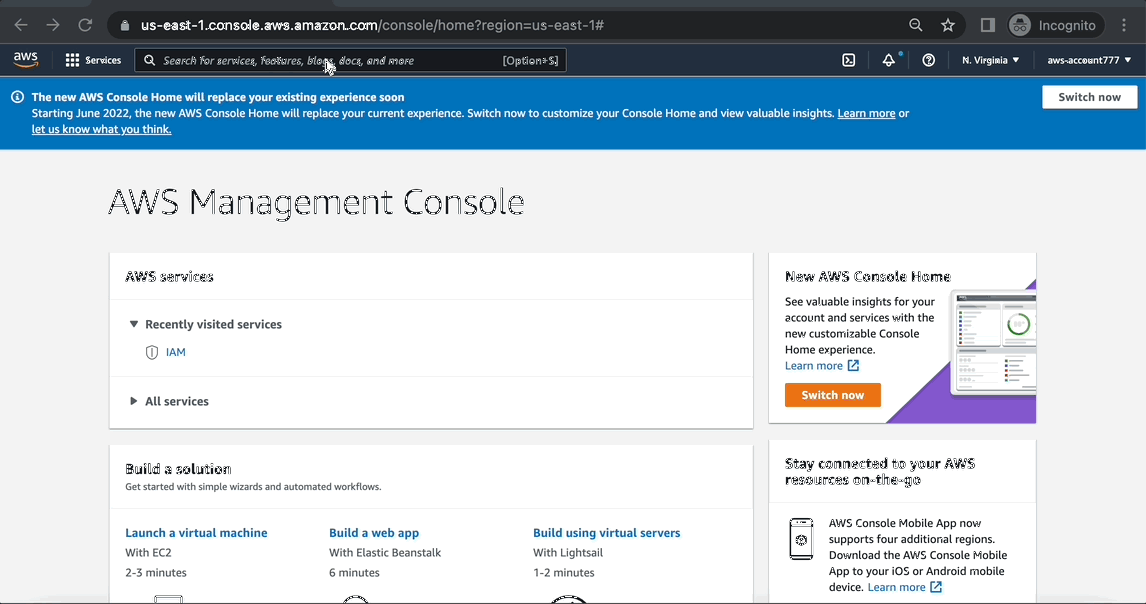 us-east-1.console.aws.amazon.com/console/home?region=us-east-1#
Incognito
aws
Services
Search for services, features, blogs, docs, and more
[Option+S]
N. Virginia
aws-account777
The new AWS Console Home will replace your existing experience soon
Starting June 2022, the new AWS Console Home will replace your current experience. Switch now to customize your Console Home and view valuable insights. Learn more or
let us know what you think.
Switch now
AWS Management Console
AWS services
Recently visited services
IAM
All services
Build a solution
Get started with simple wizards and automated workflows.
Launch a virtual machine
With EC2
2-3 minutes
Build a web app
With Elastic Beanstalk
6 minutes
Build using virtual servers
With Lightsail
1-2 minutes
New AWS Console Home
See valuable insights for your
account and services with the
new customizable Console
Home experience.
Learn more
Switch now
Stay connected to your AWS
resources on-the-go
AWS Console Mobile App now
supports four additional regions.
Download the AWS Console Mobile
App to your iOS or Android mobile
device. Learn more